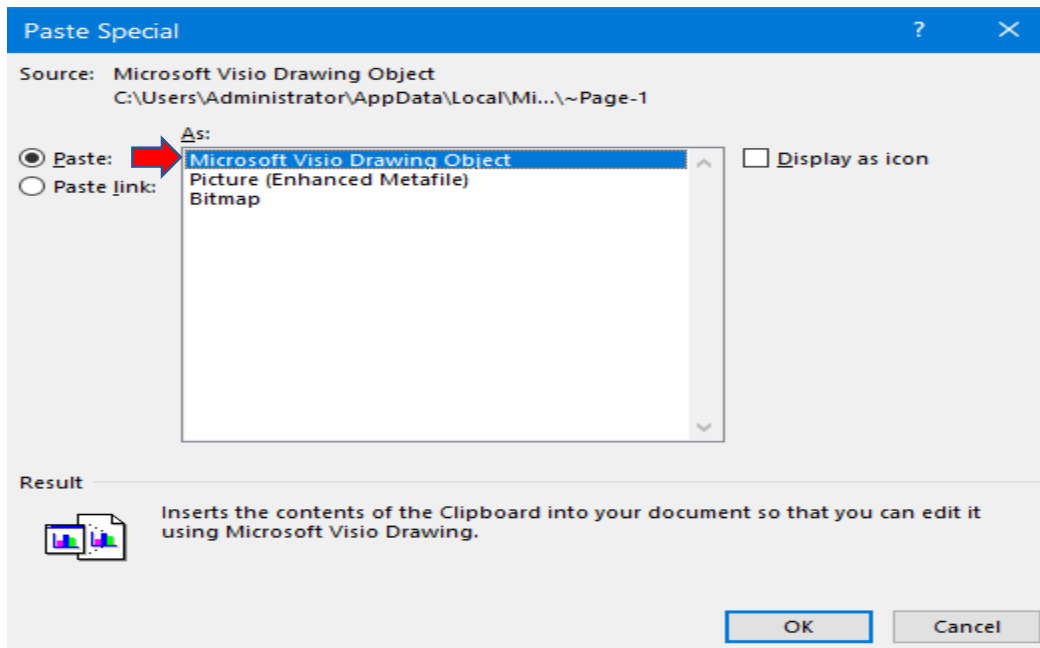 Paste Special
Source: Microsoft Visio Drawing Object
C:\Users\Administrator\AppData\Local\Mi...\~Page-1
As:
Paste:
Paste link:
Microsoft Visio Drawing Object
Picture (Enhanced Metafile)
Bitmap
Display as icon
Result
Inserts the contents of the Clipboard into your document so that you can edit it
using Microsoft Visio Drawing.
OK
Cancel